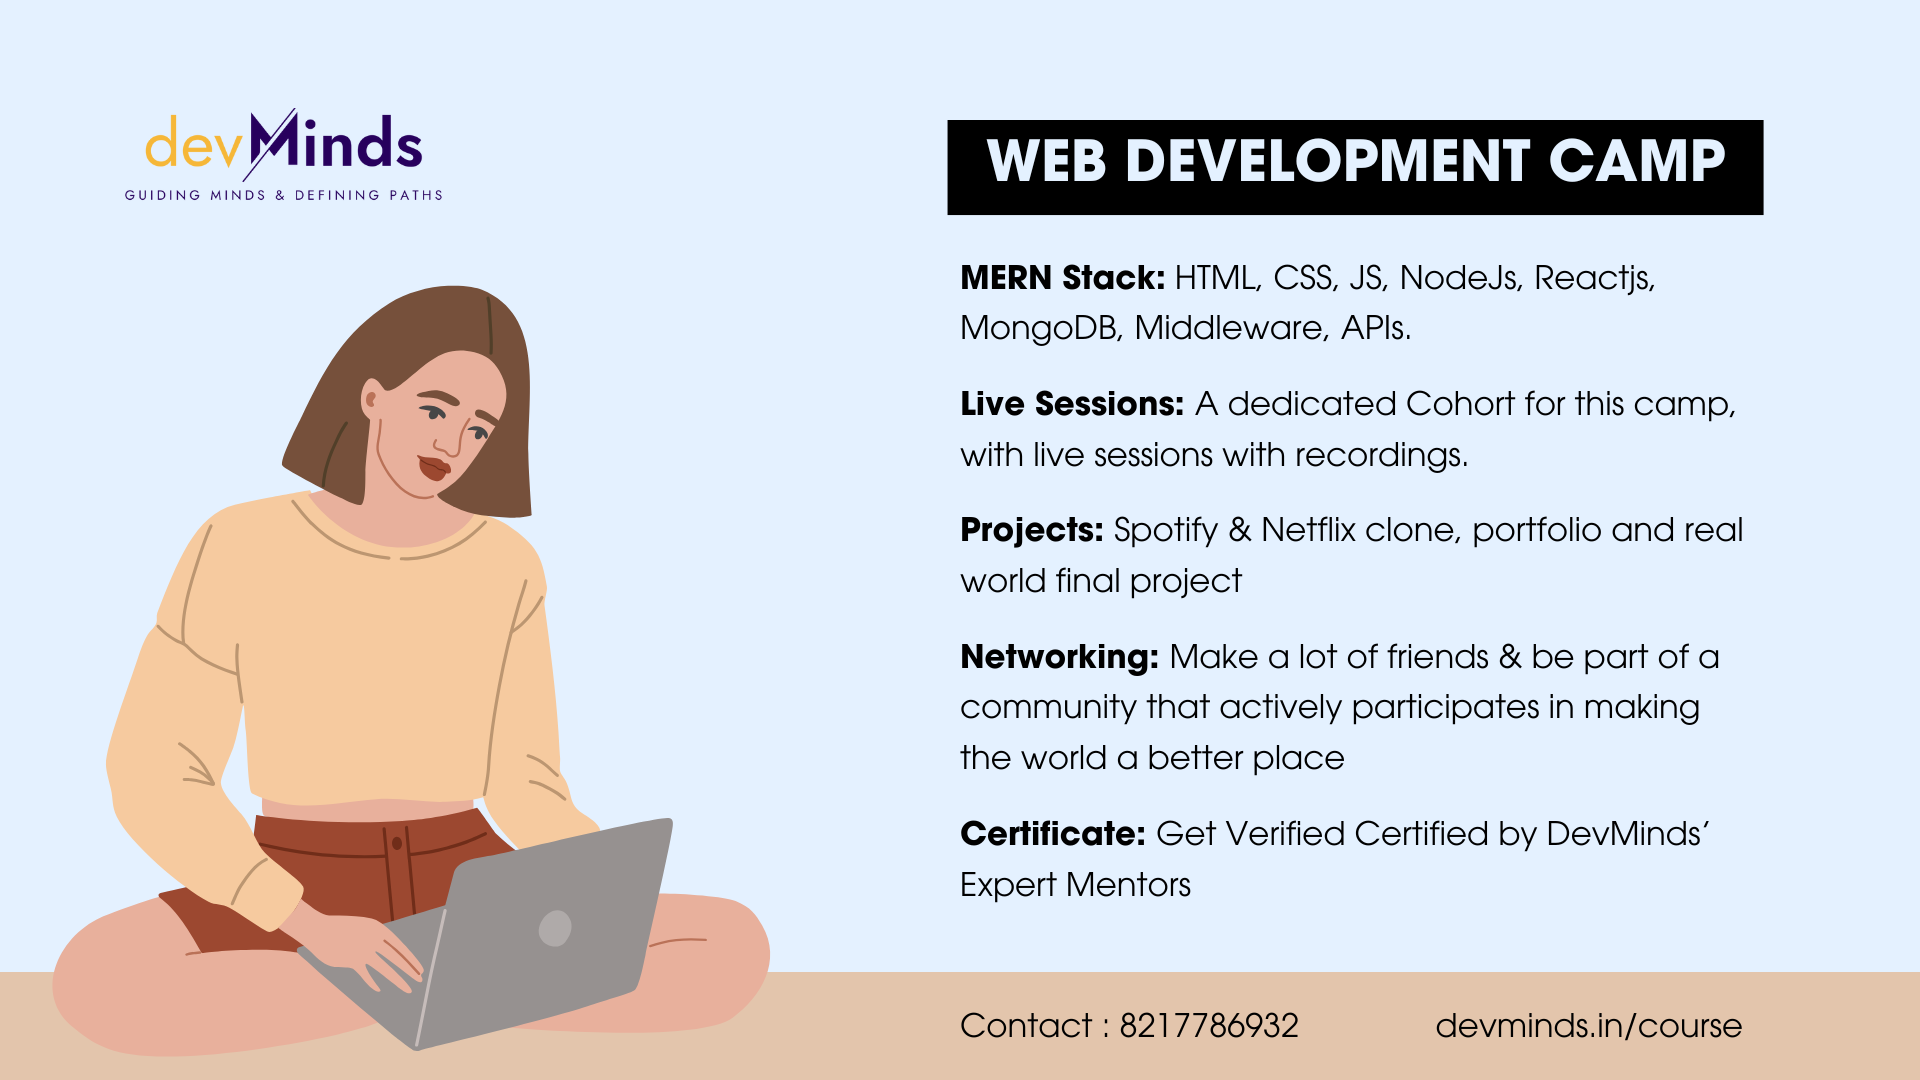 devMinds
GUIDING MINDS & DEFINING PATHS
WEB DEVELOPMENT CAMP
MERN Stack: HTML, CSS, JS, NodeJs, Reactjs,
MongoDB, Middleware, APIs.
Live Sessions: A dedicated Cohort for this camp,
with live sessions with recordings.
Projects: Spotify & Netflix clone, portfolio and real
world final project
Networking: Make a lot of friends & be part of a
community that actively participates in making
the world a better place
Certificate: Get Verified Certified by DevMinds’
Expert Mentors
Contact : 8217786932
devminds.in/course